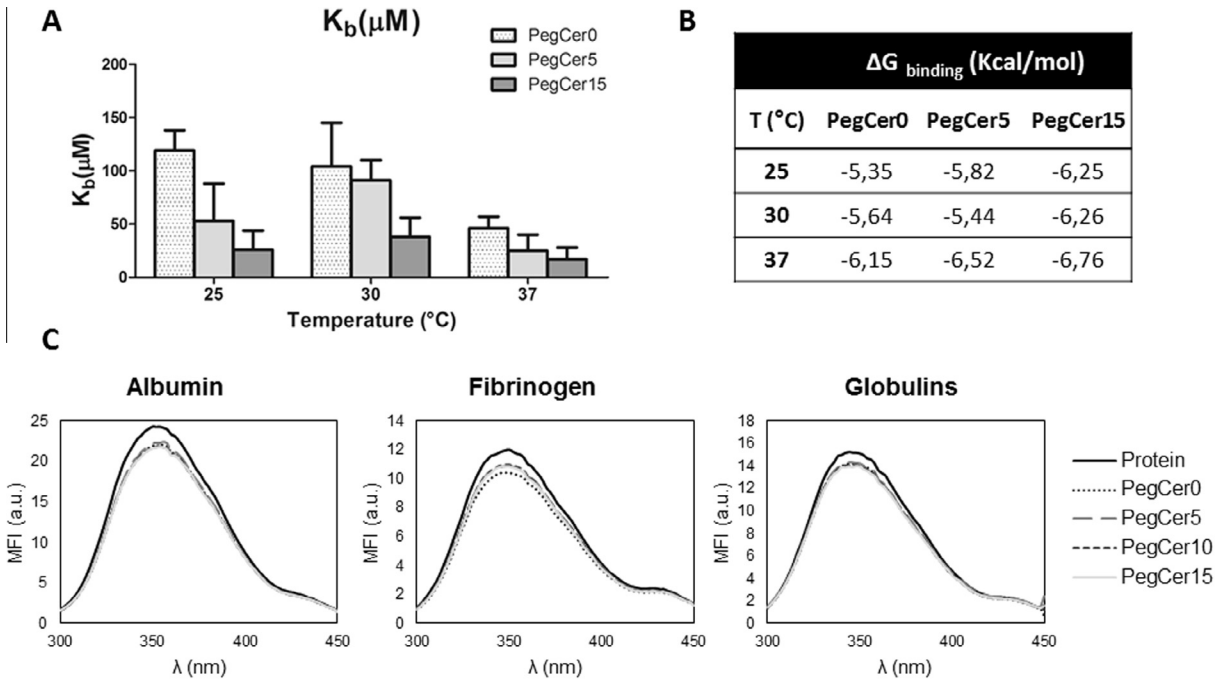 A
K_b(μM)
PegCer0
PegCer5
PegCer15
K_b(μM)
200
150
100
50
0
25 30 37
Temperature (°C)
B
ΔG binding (Kcal/mol)
T (°C) PegCer0 PegCer5 PegCer15
25 -5,35 -5,82 -6,25
30 -5,64 -5,44 -6,26
37 -6,15 -6,52 -6,76
C
Albumin
MFI (a.u.)
25
20
15
10
5
0
300 350 400 450
λ (nm)
Fibrinogen
MFI (a.u.)
14
12
10
8
6
4
2
0
300 350 400 450
λ (nm)
Globulins
MFI (a.u.)
18
16
14
12
10
8
6
4
2
0
300 350 400 450
λ (nm)
Protein
PegCer0
PegCer5
PegCer10
PegCer15